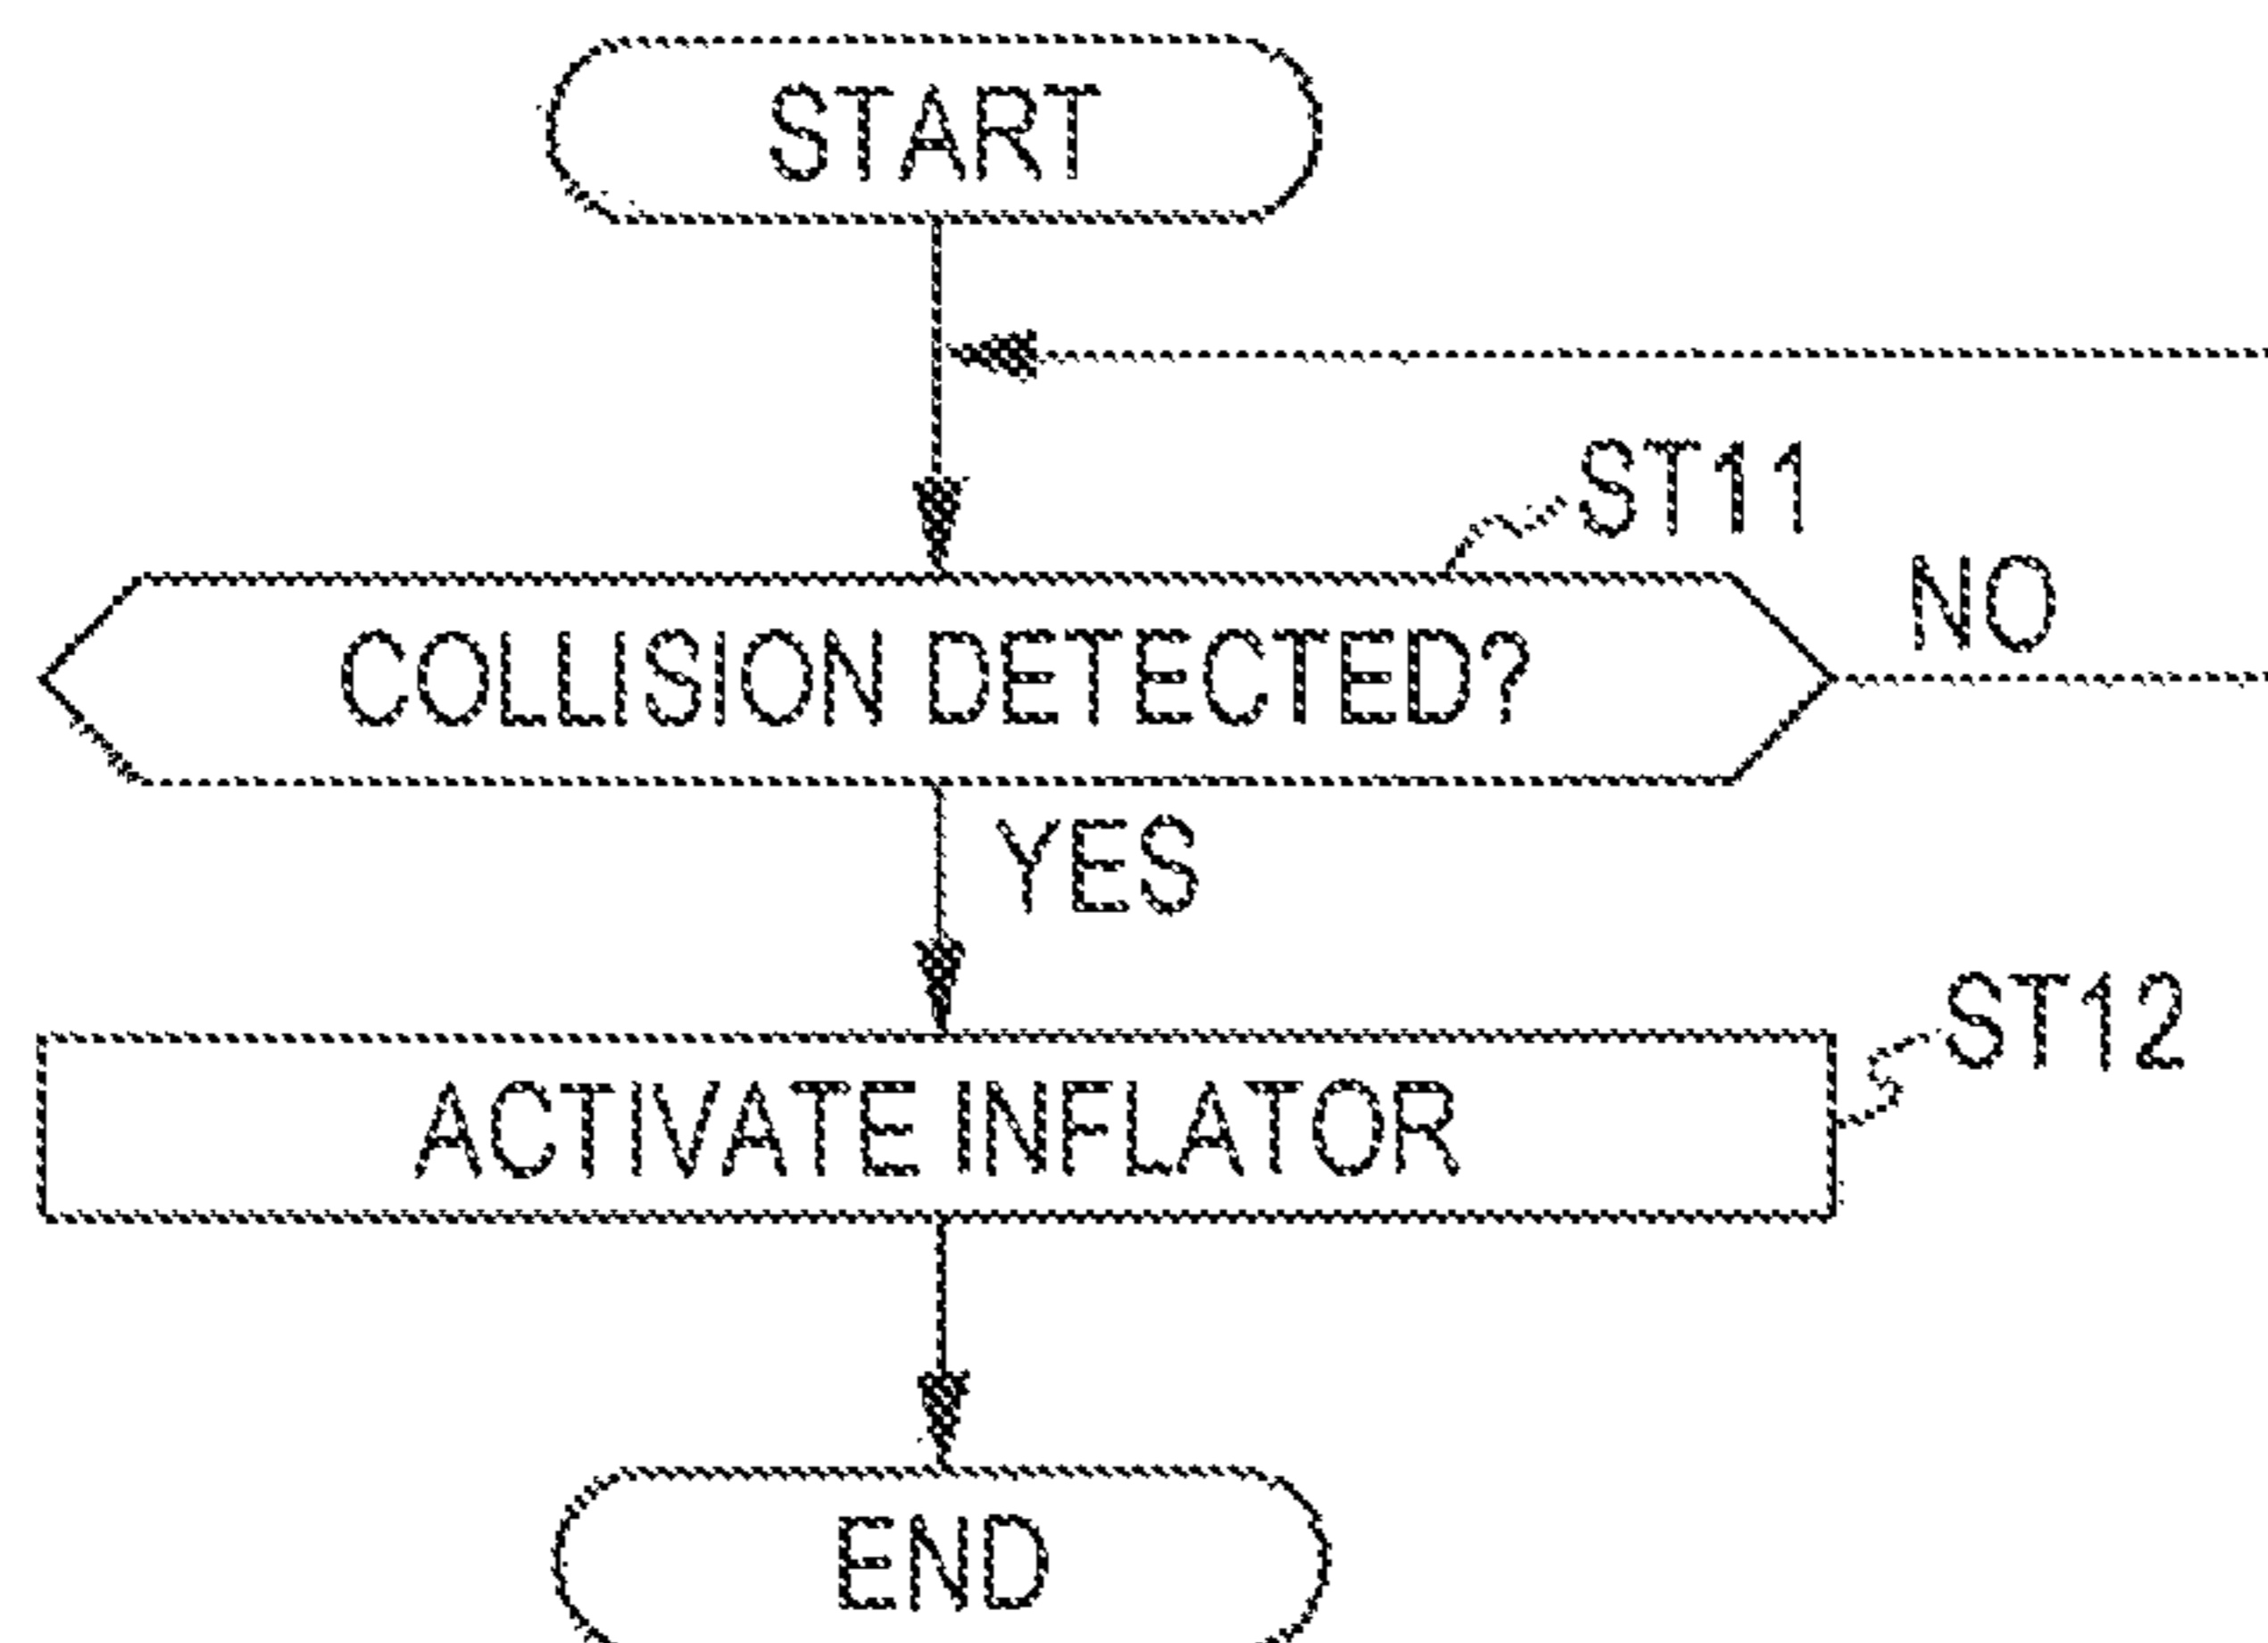 START
ST11
COLLISION DETECTED?
NO
YES
ST12
ACTIVATE INFLATOR
END